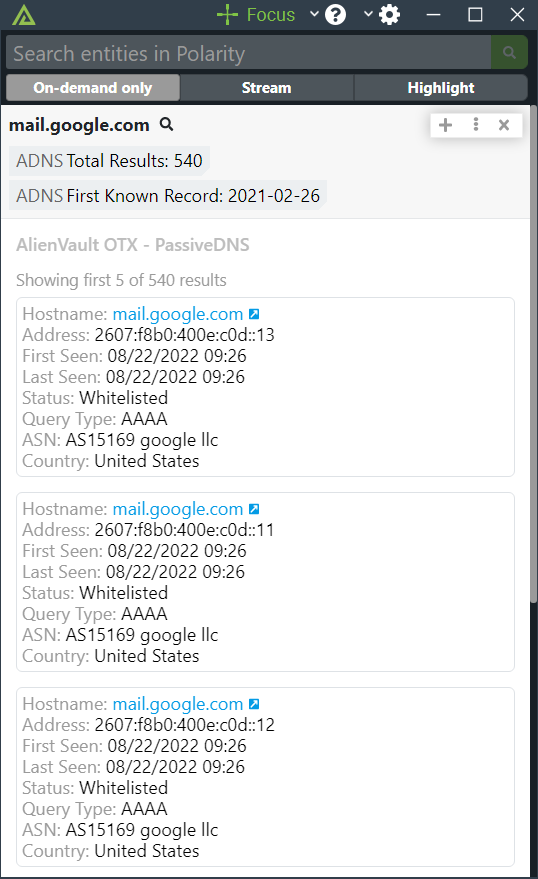 Focus
Search entities in Polarity
On-demand only
Stream
Highlight
mail.google.com
ADNS Total Results: 540
ADNS First Known Record: 2021-02-26
AlienVault OTX - PassiveDNS
Showing first 5 of 540 results
Hostname: mail.google.com
Address: 2607:f8b0:400e:c0d::13
First Seen: 08/22/2022 09:26
Last Seen: 08/22/2022 09:26
Status: Whitelisted
Query Type: AAAA
ASN: AS15169 google llc
Country: United States
Hostname: mail.google.com
Address: 2607:f8b0:400e:c0d::11
First Seen: 08/22/2022 09:26
Last Seen: 08/22/2022 09:26
Status: Whitelisted
Query Type: AAAA
ASN: AS15169 google llc
Country: United States
Hostname: mail.google.com
Address: 2607:f8b0:400e:c0d::12
First Seen: 08/22/2022 09:26
Last Seen: 08/22/2022 09:26
Status: Whitelisted
Query Type: AAAA
ASN: AS15169 google llc
Country: United States